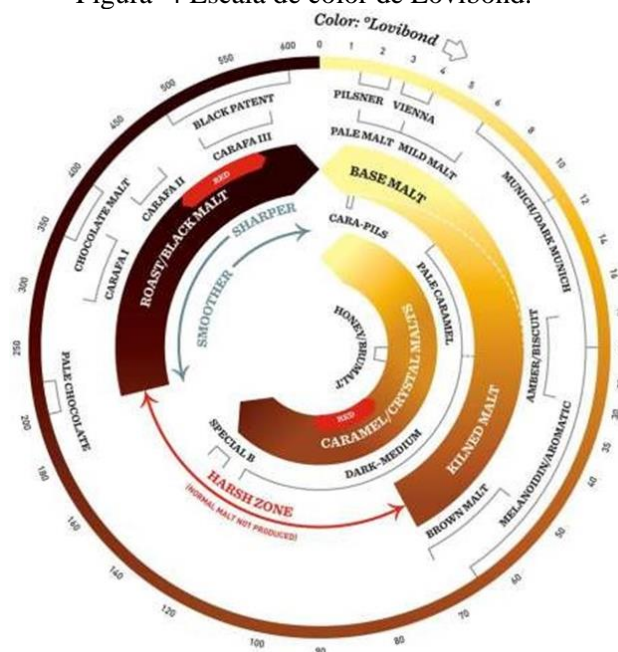 Figura 4 Escala de color de Lovibond.
Color: °Lovibond
0
1
2
3
4
5
6
8
10
12
14
16
35
40
50
60
80
90
100
120
140
160
180
200
250
300
350
400
450
500
600
PILSNER
VIENNA
PALE MALT
MILD MALT
BASE MALT
MUNICH/DARK MUNICH
CARA-PILS
PALE CARAMEL
HONEY/BRUMALT
CARAMEL/CRYSTAL MALTS
RED
DARK-MEDIUM
SPECIAL B
AMBER/BISCUIT
KILNED MALT
MELANOIDIN/AROMATIC
BROWN MALT
HARSH ZONE
(NORMAL MALT NOT PRODUCED)
PALE CHOCOLATE
CARAFA I
CHOCOLATE MALT
CARAFA II
CARAFA III
BLACK PATENT
RED
ROAST/BLACK MALT
SMOOTHER
SHARPER